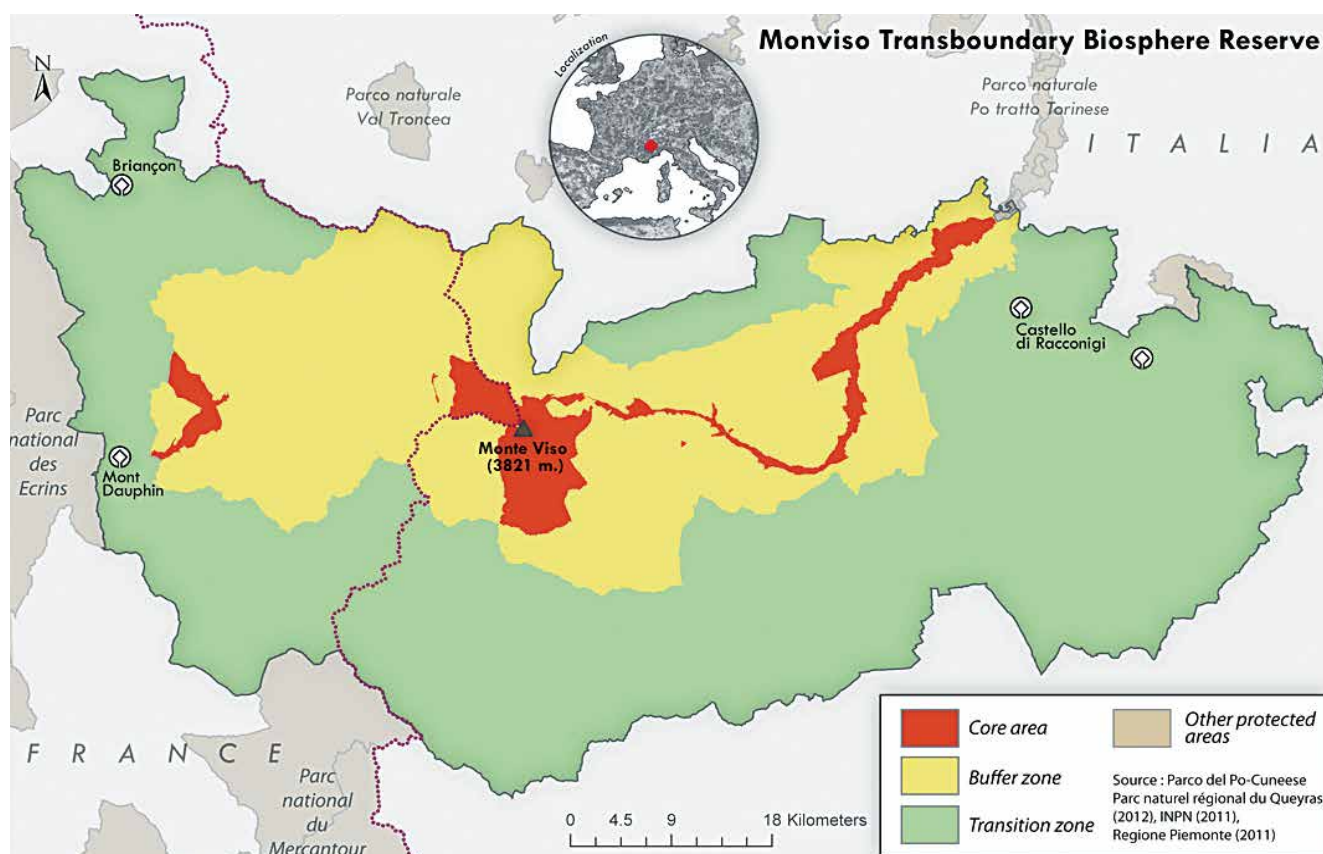 Monviso Transboundary Biosphere Reserve
Localization
N
Parco naturale
Val Troncea
Parco naturale
Po tratto Torinese
I T A L I A
Briançon
Castello
di Racconigi
Parc
national
des
Ecrins
Mont
Dauphin
Monte Viso
(3821 m.)
F R A N C E
Parc
national
du
Mercantour
0 4.5 9 18 Kilometers
Core area
Buffer zone
Transition zone
Other protected
areas
Source : Parco del Po-Cuneese
Parc naturel régional du Queyras
(2012), INPN (2011),
Regione Piemonte (2011)